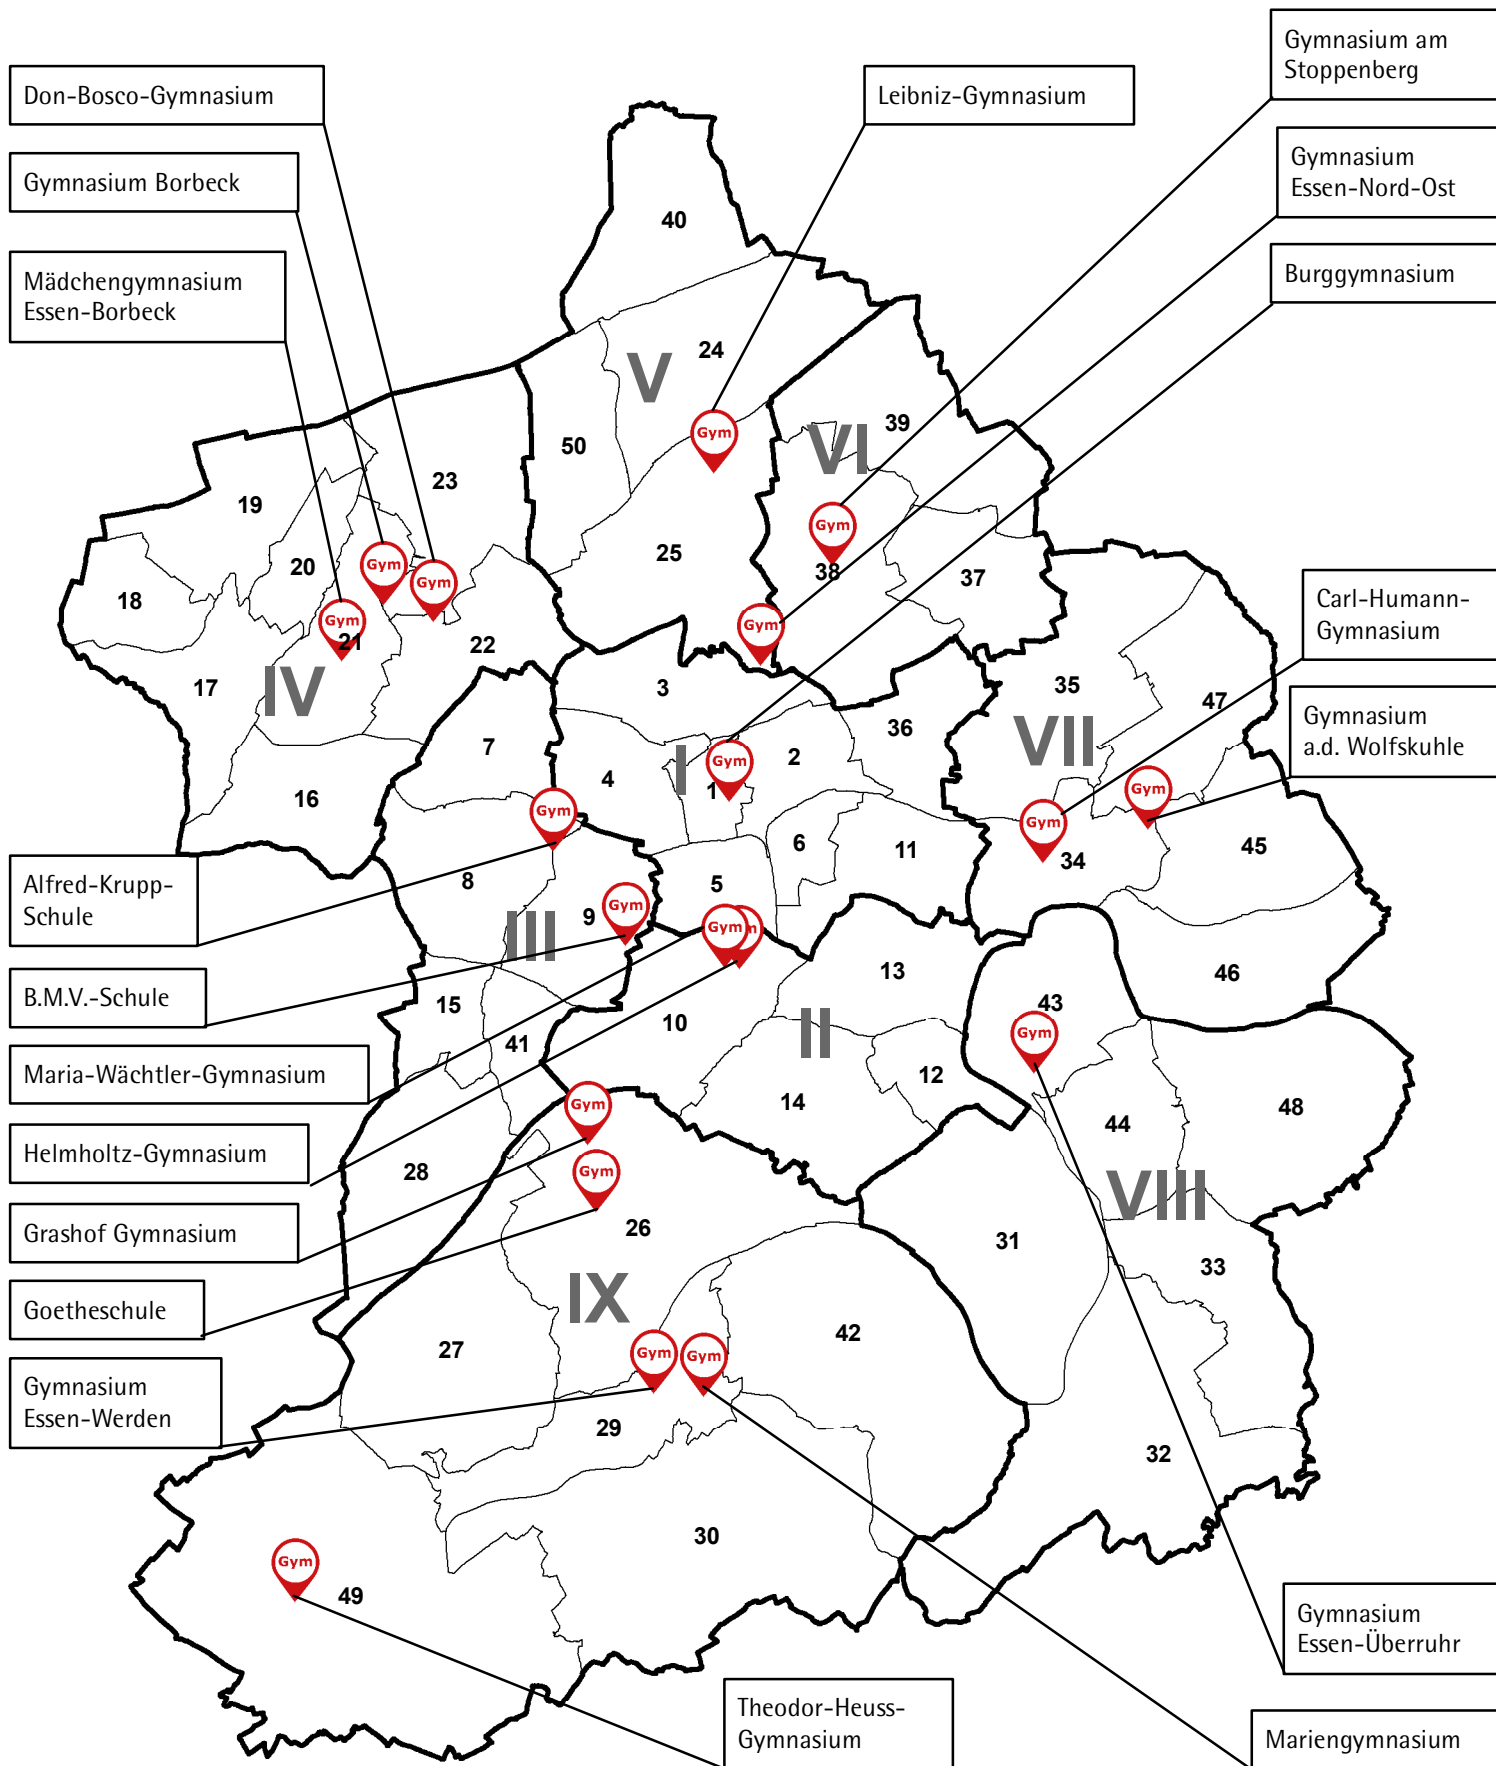 Gymnasium am
Stoppenberg
Don-Bosco-Gymnasium
Leibniz-Gymnasium
Gymnasium
Essen-Nord-Ost
Gymnasium Borbeck
40
Mädchengymnasium
Essen-Borbeck
Burggymnasium
24
V
Gym
39
50
VI
23
19
Gym
25
20
Gym
Gym
38
37
18
Carl-Humann-
Gymnasium
Gym
21
Gym
22
17
IV
3
35
47
Gymnasium
a.d. Wolfskuhle
36
VII
7
2
4
I
Gym
1
16
Gym
Gym
Gym
6
11
45
34
Alfred-Krupp-
Schule
8
5
9
Gym
III
Gym
m
13
46
B.M.V.-Schule
15
43
10
Gym
II
41
Maria-Wächtler-Gymnasium
12
14
Gym
48
44
Helmholtz-Gymnasium
28
Gym
VIII
Grashof Gymnasium
26
31
33
Goetheschule
IX
42
27
Gym
Gym
Gymnasium
Essen-Werden
29
32
30
Gym
49
Gymnasium
Essen-Überruhr
Theodor-Heuss-
Gymnasium
Mariengymnasium